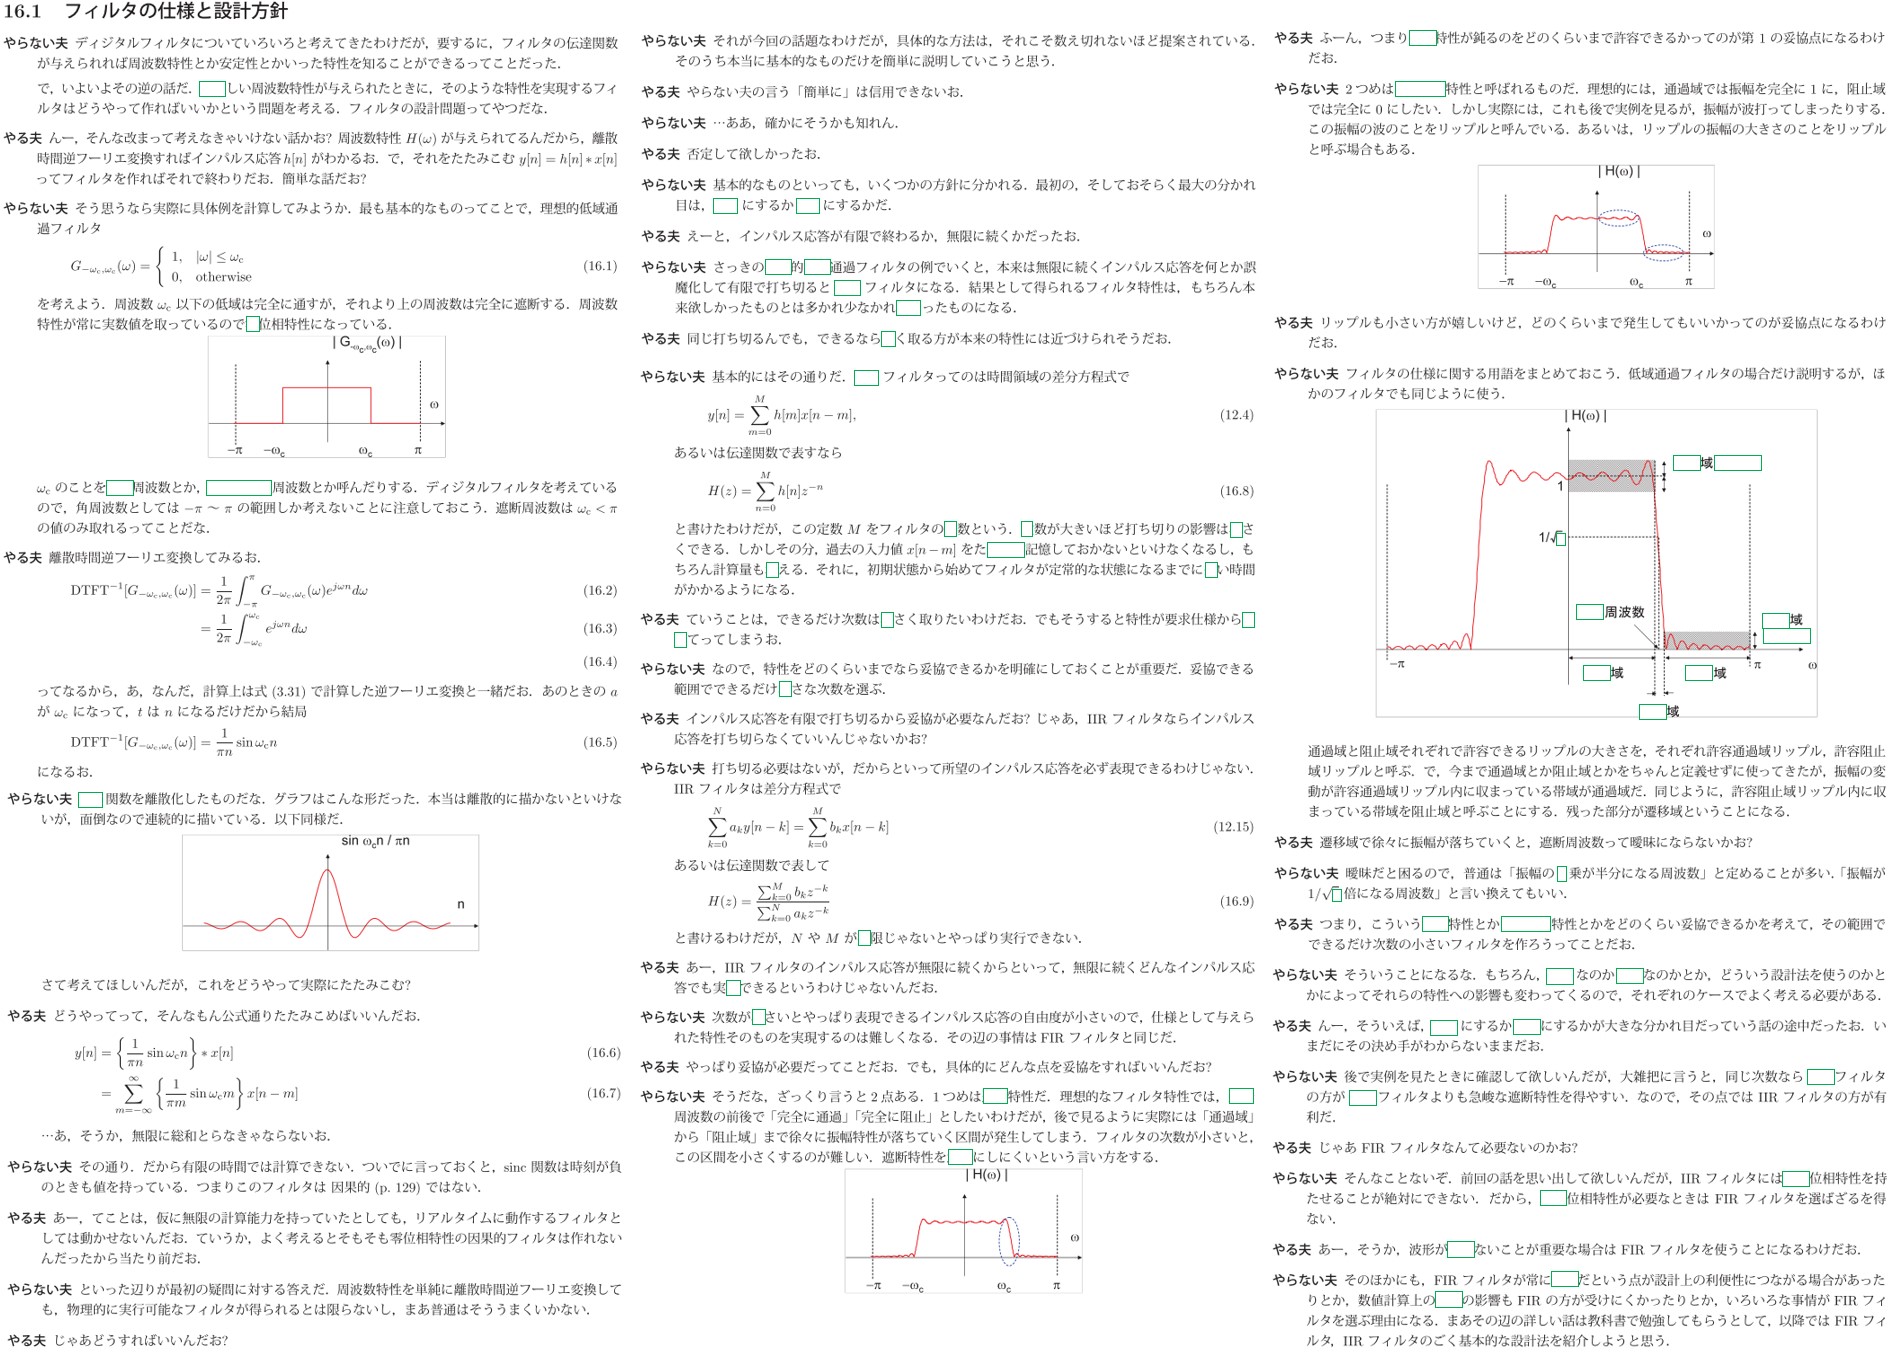 16.1 フィルタの仕様と設計方針
やらない夫 ディジタルフィルタについていろいろと考えてきたわけだが，要するに，フィルタの伝達関数
が与えられれば周波数特性とか安定性とかいった特性を知ることができるってことだった．
で，いよいよその逆の話だ．しい周波数特性が与えられたときに，そのような特性を実現するフィ
ルタはどうやって作ればいいかという問題を考える．フィルタの設計問題ってやつだな．
やる夫 んー，そんな改まって考えなきゃいけない話かお? 周波数特性 H(ω) が与えられてるんだから，離散
時間逆フーリエ変換すればインパルス応答 h[n] がわかるお．で，それをたたみこむ y[n] = h[n] * x[n]
ってフィルタを作ればそれで終わりだお．簡単な話だお?
やらない夫 そう思うなら実際に具体例を計算してみようか．最も基本的なものってことで，理想的低域通
過フィルタ
G−ωc,ωc(ω) = { 1, |ω| ≤ ωc
0, otherwise (16.1)
を考えよう．周波数 ωc 以下の低域は完全に通すが，それより上の周波数は完全に遮断する．周波数
特性が常に実数値を取っているので位相特性になっている．
| G-ωc,ωc(ω) |
ω
−π −ωc ωc π
ωc のことを周波数とか，周波数とか呼んだりする．ディジタルフィルタを考えている
ので，角周波数としては −π ～ π の範囲しか考えないことに注意しておこう．遮断周波数は ωc < π
の値のみ取れるってことだな．
やる夫 離散時間逆フーリエ変換してみるお．
DTFT−1[G−ωc,ωc(ω)] = 1/2π ∫−π^π G−ωc,ωc(ω)e^jωn dω (16.2)
= 1/2π ∫−ωc^ωc e^jωn dω (16.3)
(16.4)
ってなるから，あ，なんだ，計算上は式 (3.31) で計算した逆フーリエ変換と一緒だお．あのときの a
が ωc になって，t は n になるだけだから結局
DTFT−1[G−ωc,ωc(ω)] = 1/πn sin ωcn (16.5)
になるお．
やらない夫 関数を離散化したものだな．グラフはこんな形だった．本当は離散的に描かないといけな
いが，面倒なので連続的に描いている．以下同様だ．
sin ωcn / πn
n
さて考えてほしいんだが，これをどうやって実際にたたみこむ?
やる夫 どうやってって，そんなもん公式通りたたみこめばいいんだお．
y[n] = {1/πn sin ωcn} * x[n] (16.6)
= ∑m=−∞^∞ {1/πm sin ωcm} x[n − m] (16.7)
…あ，そうか，無限に総和とらなきゃならないお．
やらない夫 その通り．だから有限の時間では計算できない．ついでに言っておくと，sinc 関数は時刻が負
のときも値を持っている．つまりこのフィルタは 因果的 (p. 129) ではない．
やる夫 あー，てことは，仮に無限の計算能力を持っていたとしても，リアルタイムに動作するフィルタと
しては動かせないんだお．ていうか，よく考えるとそもそも零位相特性の因果的フィルタは作れない
んだったから当たり前だお．
やらない夫 といった辺りが最初の疑問に対する答えだ．周波数特性を単純に離散時間逆フーリエ変換して
も，物理的に実行可能なフィルタが得られるとは限らないし，まあ普通はそううまくいかない．
やる夫 じゃあどうすればいいんだお?
やらない夫 それが今回の話題なわけだが，具体的な方法は，それこそ数え切れないほど提案されている．
そのうち本当に基本的なものだけを簡単に説明していこうと思う．
やる夫 やらない夫の言う「簡単に」は信用できないお．
やらない夫 …ああ，確かにそうかも知れん．
やる夫 否定して欲しかったお．
やらない夫 基本的なものといっても，いくつかの方針に分かれる．最初の，そしておそらく最大の分かれ
目は，にするかにするかだ．
やる夫 えーと，インパルス応答が有限で終わるか，無限に続くかだったお．
やらない夫 さっきの的通過フィルタの例でいくと，本来は無限に続くインパルス応答を何とか誤
魔化して有限で打ち切るとフィルタになる．結果として得られるフィルタ特性は，もちろん本
来欲しかったものとは多かれ少なかれったものになる．
やる夫 同じ打ち切るんでも，できるならく取る方が本来の特性には近づけられそうだお．
やらない夫 基本的にはその通りだ．フィルタってのは時間領域の差分方程式で
y[n] = ∑m=0^M h[m]x[n − m], (12.4)
あるいは伝達関数で表すなら
H(z) = ∑n=0^M h[n]z^−n (16.8)
と書けたわけだが，この定数 M をフィルタの数という．数が大きいほど打ち切りの影響はさ
くできる．しかしその分，過去の入力値 x[n−m] をた記憶しておかないといけなくなるし，も
ちろん計算量もえる．それに，初期状態から始めてフィルタが定常的な状態になるまでにい時間
がかかるようになる．
やる夫 ていうことは，できるだけ次数はさく取りたいわけだお．でもそうすると特性が要求仕様から
てってしまうお．
やらない夫 なので，特性をどのくらいまでなら妥協できるかを明確にしておくことが重要だ．妥協できる
範囲でできるだけさな次数を選ぶ．
やる夫 インパルス応答を有限で打ち切るから妥協が必要なんだお? じゃあ，IIR フィルタならインパルス
応答を打ち切らなくていいんじゃないかお?
やらない夫 打ち切る必要はないが，だからといって所望のインパルス応答を必ず表現できるわけじゃない．
IIR フィルタは差分方程式で
∑k=0^N aky[n − k] = ∑k=0^M bkx[n − k] (12.15)
あるいは伝達関数で表して
H(z) = ∑k=0^M bkz^−k / ∑k=0^N akz^−k (16.9)
と書けるわけだが，N や M が限じゃないとやっぱり実行できない．
やる夫 あー，IIR フィルタのインパルス応答が無限に続くからといって，無限に続くどんなインパルス応
答でも実できるというわけじゃないんだお．
やらない夫 次数がさいとやっぱり表現できるインパルス応答の自由度が小さいので，仕様として与えら
れた特性そのものを実現するのは難しくなる．その辺の事情は FIR フィルタと同じだ．
やる夫 やっぱり妥協が必要だってことだお．でも，具体的にどんな点を妥協をすればいいんだお?
やらない夫 そうだな，ざっくり言うと 2 点ある．1 つめは特性だ．理想的なフィルタ特性では，
周波数の前後で「完全に通過」「完全に阻止」としたいわけだが，後で見るように実際には「通過域」
から「阻止域」まで徐々に振幅特性が落ちていく区間が発生してしまう．フィルタの次数が小さいと，
この区間を小さくするのが難しい．遮断特性をにしにくいという言い方をする．
| H(ω) |
ω
−π −ωc ωc π
やる夫 ふーん，つまり特性が鈍るのをどのくらいまで許容できるかってのが第 1 の妥協点になるわけ
だお．
やらない夫 2 つめは特性と呼ばれるものだ．理想的には，通過域では振幅を完全に 1 に，阻止域
では完全に 0 にしたい．しかし実際には，これも後で実例を見るが，振幅が波打ってしまったりする．
この振幅の波のことをリップルと呼んでいる．あるいは，リップルの振幅の大きさのことをリップル
と呼ぶ場合もある．
| H(ω) |
ω
−π −ωc ωc π
やる夫 リップルも小さい方が嬉しいけど，どのくらいまで発生してもいいかってのが妥協点になるわけ
だお．
やらない夫 フィルタの仕様に関する用語をまとめておこう．低域通過フィルタの場合だけ説明するが，ほ
かのフィルタでも同じように使う．
| H(ω) |
域
1
1/√
周波数
域
−π π ω
域 域
域
通過域と阻止域それぞれで許容できるリップルの大きさを，それぞれ許容通過域リップル，許容阻止
域リップルと呼ぶ．で，今まで通過域とか阻止域とかをちゃんと定義せずに使ってきたが，振幅の変
動が許容通過域リップル内に収まっている帯域が通過域だ．同じように，許容阻止域リップル内に収
まっている帯域を阻止域と呼ぶことにする．残った部分が遷移域ということになる．
やる夫 遷移域で徐々に振幅が落ちていくと，遮断周波数って曖昧にならないかお?
やらない夫 曖昧だと困るので，普通は「振幅の乗が半分になる周波数」と定めることが多い．「振幅が
1/√倍になる周波数」と言い換えてもいい．
やる夫 つまり，こういう特性とか特性とかをどのくらい妥協できるかを考えて，その範囲で
できるだけ次数の小さいフィルタを作ろうってことだお．
やらない夫 そういうことになるな．もちろん，なのかなのかとか，どういう設計法を使うのかと
かによってそれらの特性への影響も変わってくるので，それぞれのケースでよく考える必要がある．
やる夫 んー，そういえば，にするかにするかが大きな分かれ目だっていう話の途中だったお．い
まだにその決め手がわからないままだお．
やらない夫 後で実例を見たときに確認して欲しいんだが，大雑把に言うと，同じ次数ならフィルタ
の方がフィルタよりも急峻な遮断特性を得やすい．なので，その点では IIR フィルタの方が有
利だ．
やる夫 じゃあ FIR フィルタなんて必要ないのかお?
やらない夫 そんなことないぞ．前回の話を思い出して欲しいんだが，IIR フィルタには位相特性を持
たせることが絶対にできない．だから，位相特性が必要なときは FIR フィルタを選ばざるを得
ない．
やる夫 あー，そうか，波形がないことが重要な場合は FIR フィルタを使うことになるわけだお．
やらない夫 そのほかにも，FIR フィルタが常にだという点が設計上の利便性につながる場合があった
りとか，数値計算上のの影響も FIR の方が受けにくかったりとか，いろいろな事情が FIR フィ
ルタを選ぶ理由になる．まあその辺の詳しい話は教科書で勉強してもらうとして，以降では FIR フィ
ルタ，IIR フィルタのごく基本的な設計法を紹介しようと思う．